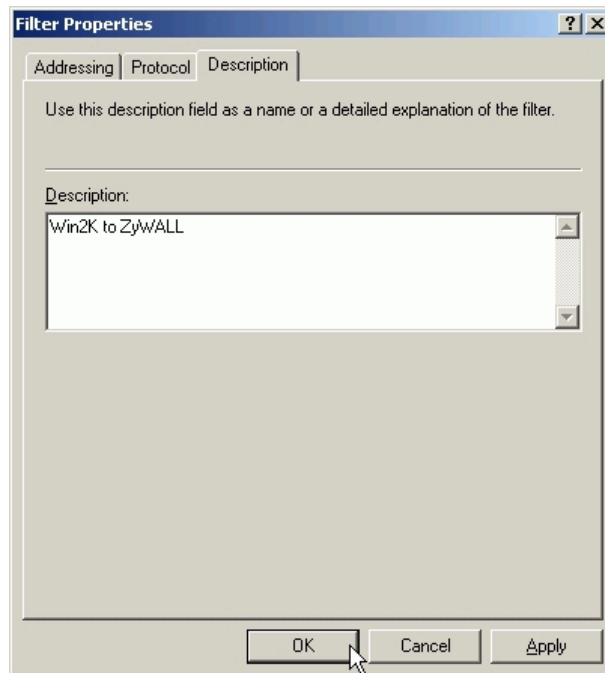 Filter Properties
Addressing Protocol Description
Use this description field as a name or a detailed explanation of the filter.
Description:
Win2K to ZyWALL
OK Cancel Apply